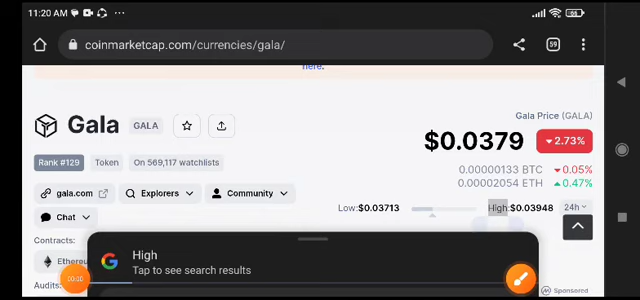 11:20 AM
coinmarketcap.com/currencies/gala/
59
here.
Gala GALA
Gala Price (GALA)
$0.0379 2.73%
Rank #129 Token On 569,117 watchlists
0.00000133 BTC 0.05%
0.00002054 ETH 0.47%
gala.com Explorers Community
Low:$0.03713 High:$0.03948 24h
Chat
Contracts:
High
Tap to see search results
00:00
Audits:
Sponsored